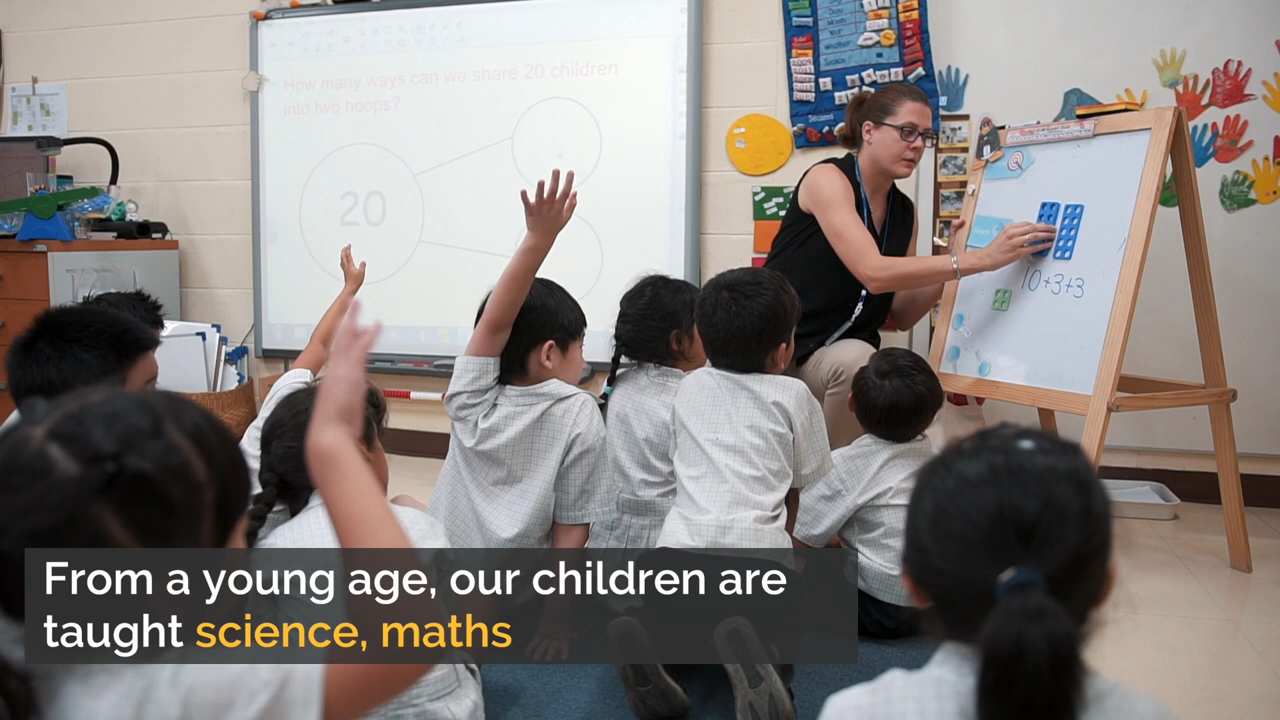 How many ways can we share 20 children
into two hoops?
20
10+3+3
From a young age, our children are
taught science, maths